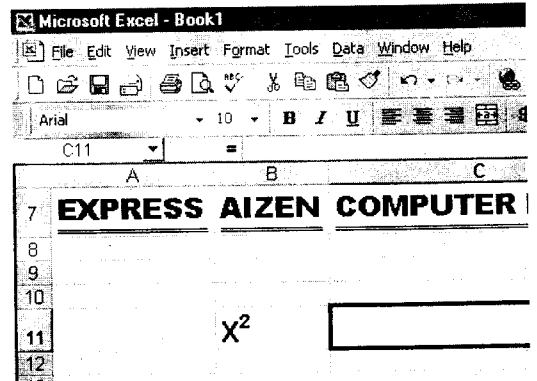 Microsoft Excel - Book1
File Edit View Insert Format Tools Data Window Help
ABC
Arial 10 B I U
C11 =
A B C
7 EXPRESS AIZEN COMPUTER
8
9
10
11 X²
12